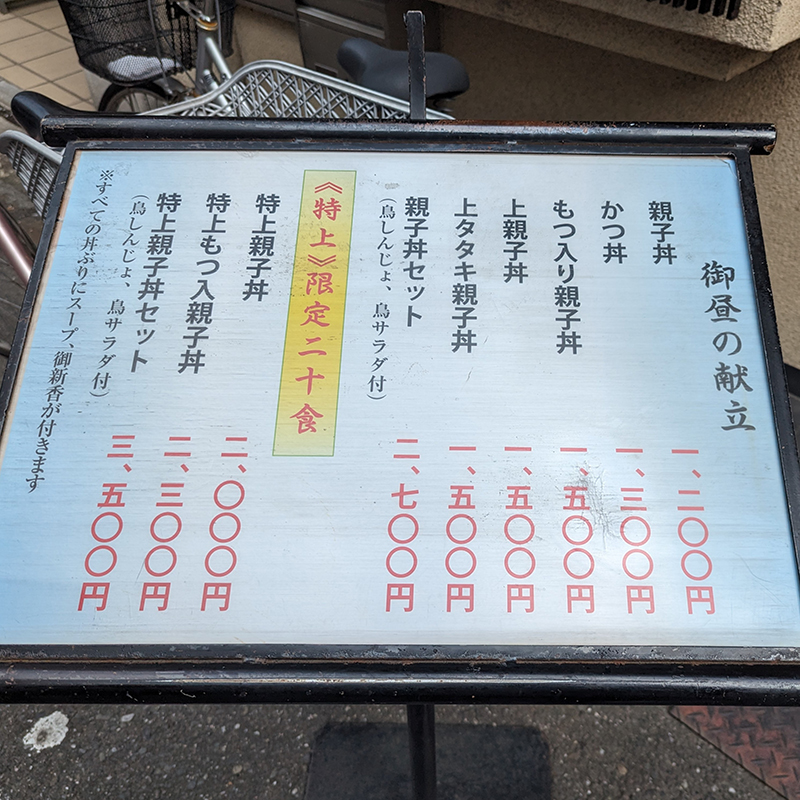 御昼の献立
親子丼 一、二〇〇円
かつ丼 一、三〇〇円
もつ入り親子丼 一、五〇〇円
上親子丼 一、五〇〇円
上タタキ親子丼 一、五〇〇円
親子丼セット 二、七〇〇円
(鳥しんじょ、鳥サラダ付)
《特上》限定二十食
特上親子丼 二、〇〇〇円
特上もつ入親子丼 二、三〇〇円
特上親子丼セット 三、五〇〇円
(鳥しんじょ、鳥サラダ付)
※すべての丼ぶりにスープ、御新香が付きます